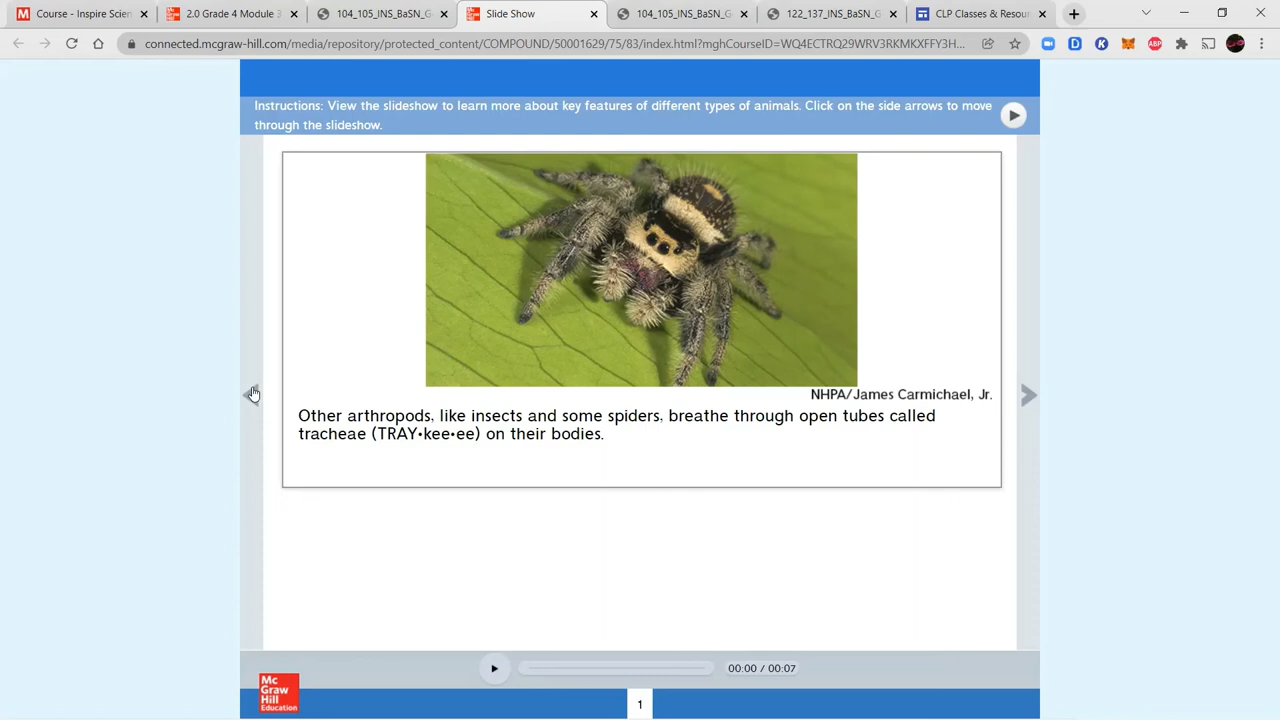 Course - Inspire Scien
2.0 Grade 4 Module 3
104_105_INS_BaSN_G
Slide Show
104_105_INS_BaSN_G
122_137_INS_BaSN_G
CLP Classes & Resou
connected.mcgraw-hill.com/media/repository/protected_content/COMPOUND/50001629/75/83/index.html?mghCourseID=WQ4ECTRQ29WRV3RKMKXFFY3H...
Instructions: View the slideshow to learn more about key features of different types of animals. Click on the side arrows to move
through the slideshow.
NHPA/James Carmichael, Jr.
Other arthropods, like insects and some spiders, breathe through open tubes called
tracheae (TRAY•kee•ee) on their bodies.
00:00 / 00:07
Mc
Graw
Hill
Education
1